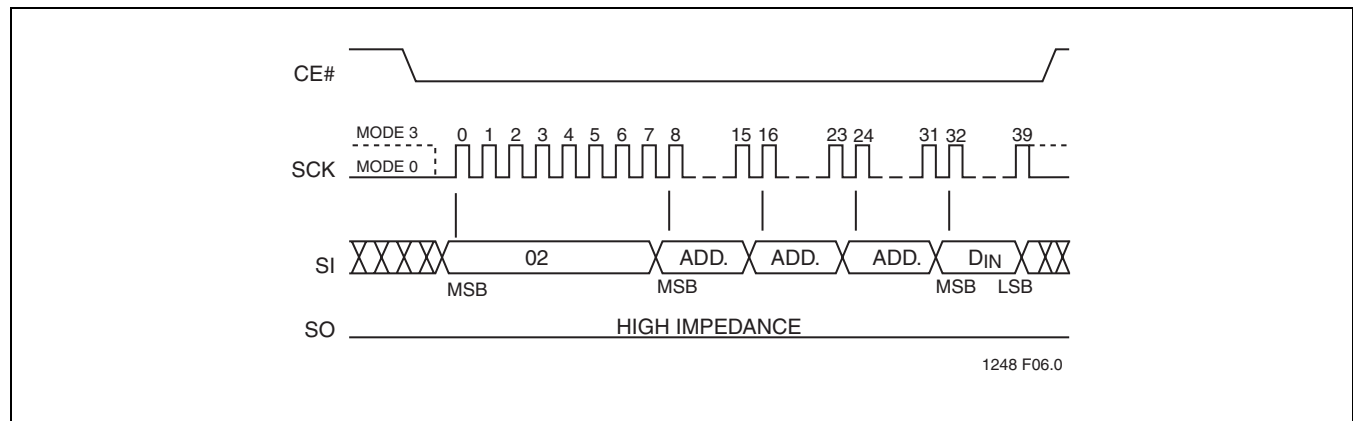 CE#
MODE 3
0 1 2 3 4 5 6 7 8 15 16 23 24 31 32 39
SCK
MODE 0
SI
02
ADD.
ADD.
ADD.
DIN
MSB
MSB
MSB
LSB
SO
HIGH IMPEDANCE
1248 F06.0